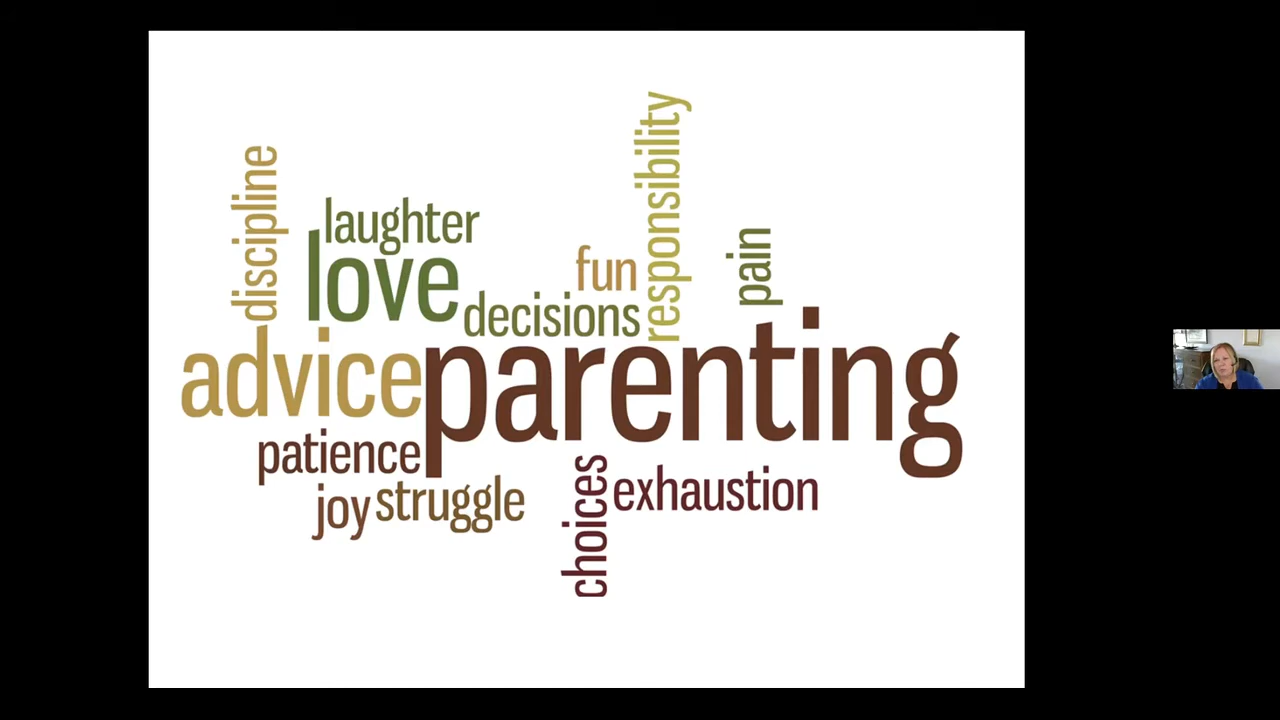 discipline
laughter
love
fun
responsibility
pain
decisions
advice
parenting
patience
joy
struggle
choices
exhaustion